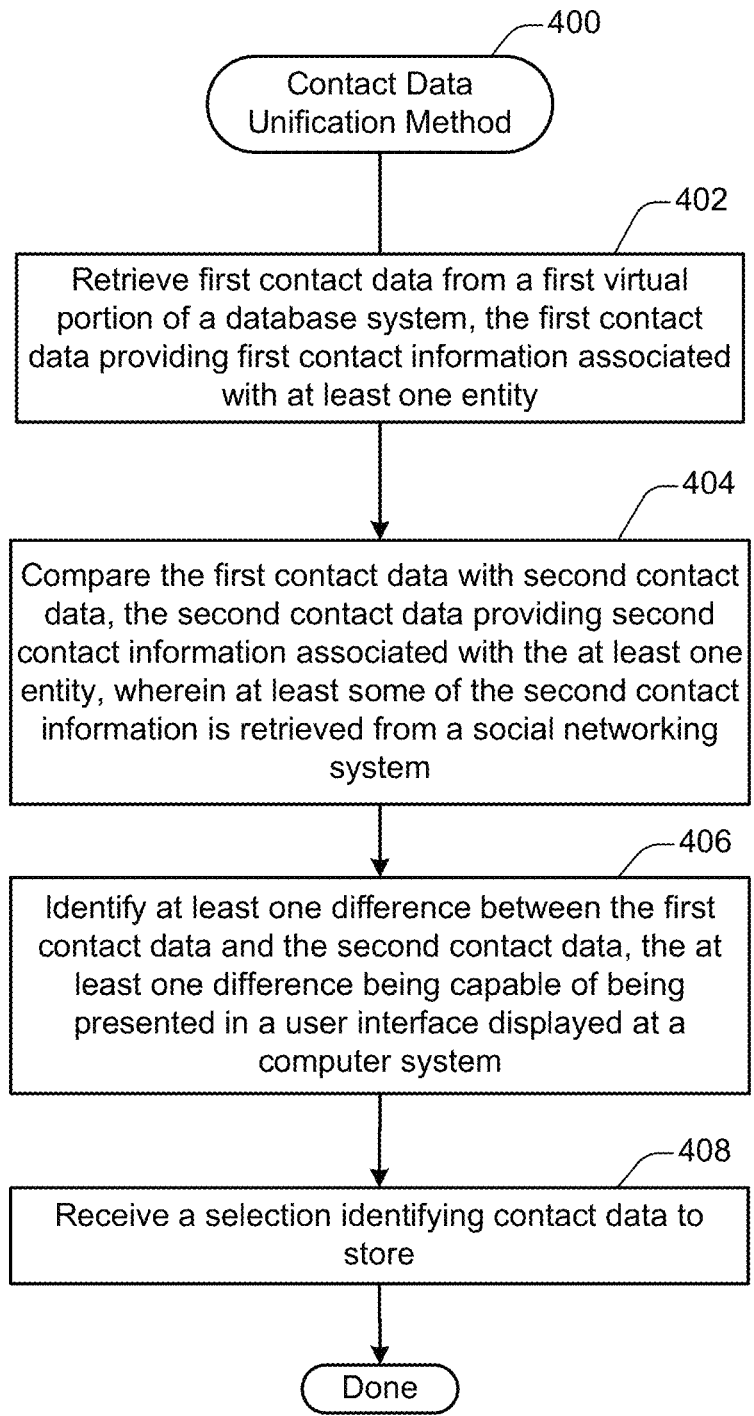 400
Contact Data
Unification Method
402
Retrieve first contact data from a first virtual
portion of a database system, the first contact
data providing first contact information associated
with at least one entity
404
Compare the first contact data with second contact
data, the second contact data providing second
contact information associated with the at least one
entity, wherein at least some of the second contact
information is retrieved from a social networking
system
406
Identify at least one difference between the first
contact data and the second contact data, the at
least one difference being capable of being
presented in a user interface displayed at a
computer system
408
Receive a selection identifying contact data to
store
Done